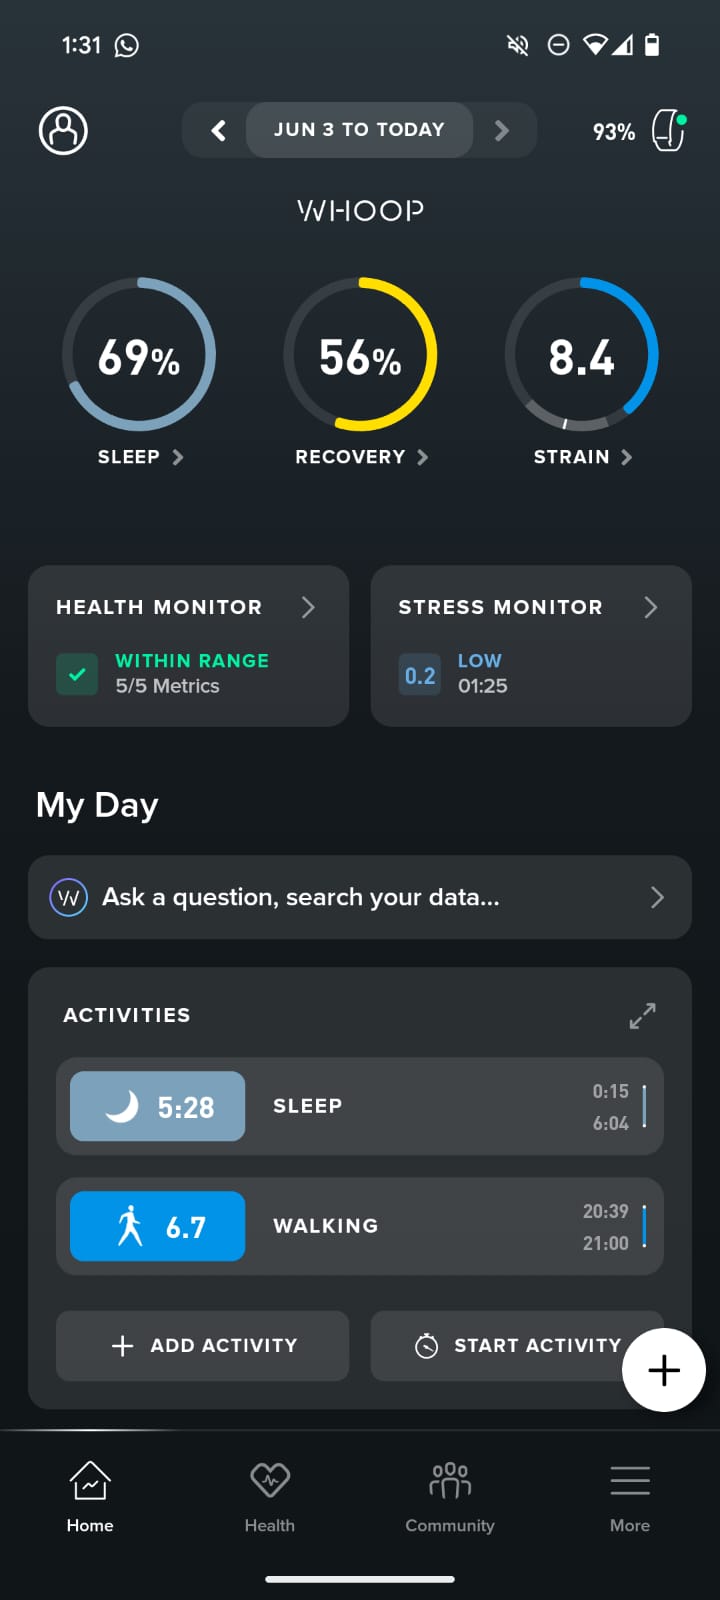 1:31
JUN 3 TO TODAY
93%
WHOOP
69%
56%
8.4
SLEEP
RECOVERY
STRAIN
HEALTH MONITOR
WITHIN RANGE
5/5 Metrics
STRESS MONITOR
0.2
LOW
01:25
My Day
W Ask a question, search your data...
ACTIVITIES
5:28
SLEEP
0:15
6:04
6.7
WALKING
20:39
21:00
ADD ACTIVITY
START ACTIVITY
Home
Health
Community
More